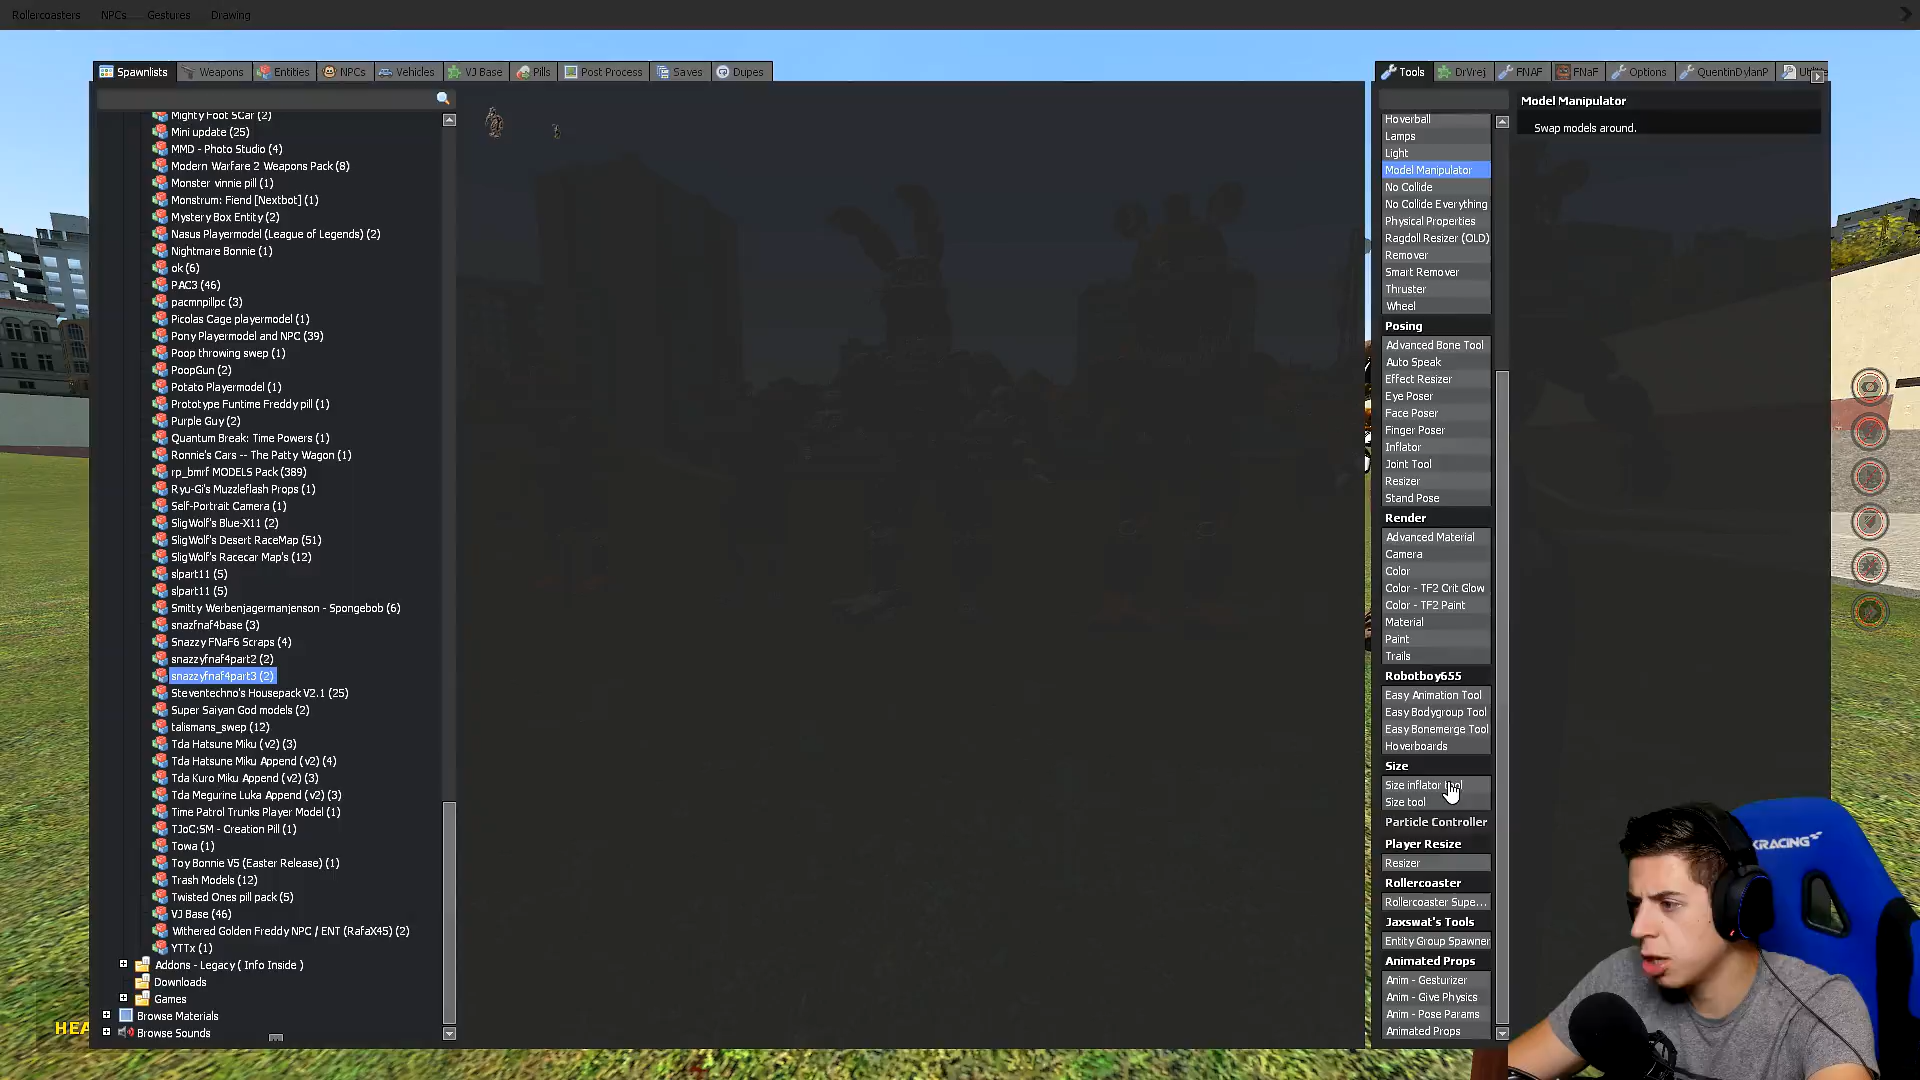 Rollercoasters NPCs Gestures Drawing
Spawnlists Weapons Entities NPCs Vehicles VJ Base Pills Post Process Saves Dupes
Mighty Foot SCar (2)
Mini update (25)
MMD - Photo Studio (4)
Modern Warfare 2 Weapons Pack (8)
Monster vinnie pill (1)
Monstrum: Fiend [Nextbot] (1)
Mystery Box Entity (2)
Nasus Playermodel (League of Legends) (2)
Nightmare Bonnie (1)
ok (6)
PAC3 (46)
pacmnpillpc (3)
Picolas Cage playermodel (1)
Pony Playermodel and NPC (39)
Poop throwing swep (1)
PoopGun (2)
Potato Playermodel (1)
Prototype Funtime Freddy pill (1)
Purple Guy (2)
Quantum Break: Time Powers (1)
Ronnie's Cars -- The Patty Wagon (1)
rp_bmrf MODELS Pack (389)
Ryu-Gi's Muzzleflash Props (1)
Self-Portrait Camera (1)
SligWolf's Blue-X11 (2)
SligWolf's Desert RaceMap (51)
SligWolf's Racecar Map's (12)
slpart11 (5)
slpart11 (5)
Smitty Werbenjagermanjenson - Spongebob (6)
snazfnaf4base (3)
Snazzy FNaF6 Scraps (4)
snazzyfnaf4part2 (2)
snazzyfnaf4part3 (2)
Steventechno's Housepack V2.1 (25)
Super Saiyan God models (2)
talismans_swep (12)
Tda Hatsune Miku (v2) (3)
Tda Hatsune Miku Append (v2) (4)
Tda Kuro Miku Append (v2) (3)
Tda Megurine Luka Append (v2) (3)
Time Patrol Trunks Player Model (1)
TJoC:SM - Creation Pill (1)
Towa (1)
Toy Bonnie V5 (Easter Release) (1)
Trash Models (12)
Twisted Ones pill pack (5)
VJ Base (46)
Withered Golden Freddy NPC / ENT (RafaX45) (2)
YTTx (1)
Addons - Legacy ( Info Inside )
Downloads
Games
Browse Materials
Browse Sounds
HEA
Tools DrVrej FNAF FNaF Options QuentinDylanP
Hoverball
Lamps
Light
Model Manipulator
No Collide
No Collide Everything
Physical Properties
Ragdoll Resizer (OLD)
Remover
Smart Remover
Thruster
Wheel
Posing
Advanced Bone Tool
Auto Speak
Effect Resizer
Eye Poser
Face Poser
Finger Poser
Inflator
Joint Tool
Resizer
Stand Pose
Render
Advanced Material
Camera
Color
Color - TF2 Crit Glow
Color - TF2 Paint
Material
Paint
Trails
Robotboy655
Easy Animation Tool
Easy Bodygroup Tool
Easy Bonemerge Tool
Hoverboards
Size
Size inflator tool
Size tool
Particle Controller
Player Resize
Resizer
Rollercoaster
Rollercoaster Supe...
Jaxswat's Tools
Entity Group Spawner
Animated Props
Anim - Gesturizer
Anim - Give Physics
Anim - Pose Params
Animated Props
Model Manipulator
Swap models around.
KRACING